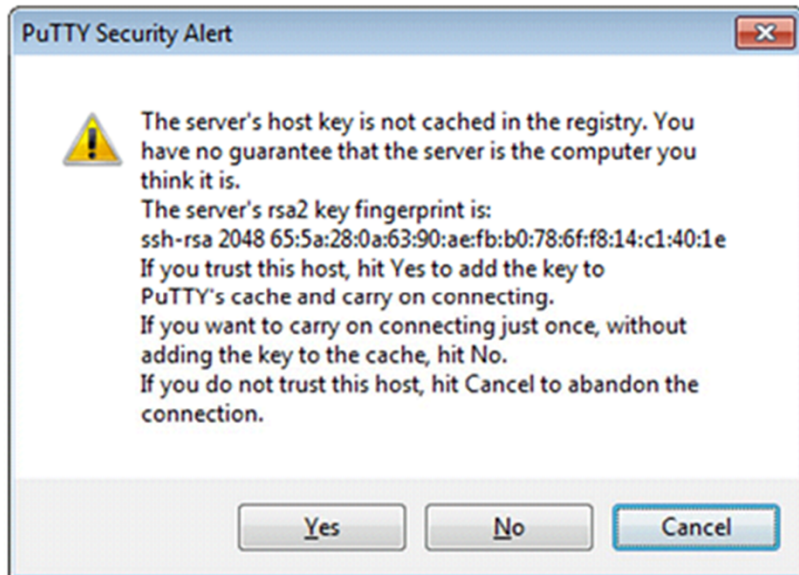 PuTTY Security Alert
The server's host key is not cached in the registry. You
have no guarantee that the server is the computer you
think it is.
The server's rsa2 key fingerprint is:
ssh-rsa 2048 65:5a:28:0a:63:90:ae:fb:b0:78:6f:f8:14:c1:40:1e
If you trust this host, hit Yes to add the key to
PuTTY's cache and carry on connecting.
If you want to carry on connecting just once, without
adding the key to the cache, hit No.
If you do not trust this host, hit Cancel to abandon the
connection.
Yes No Cancel